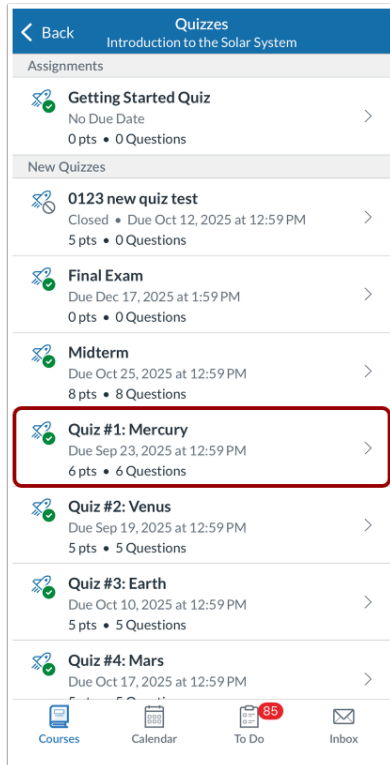 Back
Quizzes
Introduction to the Solar System
Assignments
Getting Started Quiz
No Due Date
0 pts • 0 Questions
New Quizzes
0123 new quiz test
Closed • Due Oct 12, 2025 at 12:59 PM
5 pts • 0 Questions
Final Exam
Due Dec 17, 2025 at 1:59 PM
0 pts • 0 Questions
Midterm
Due Oct 25, 2025 at 12:59 PM
8 pts • 8 Questions
Quiz #1: Mercury
Due Sep 23, 2025 at 12:59 PM
6 pts • 6 Questions
Quiz #2: Venus
Due Sep 19, 2025 at 12:59 PM
5 pts • 5 Questions
Quiz #3: Earth
Due Oct 10, 2025 at 12:59 PM
5 pts • 5 Questions
Quiz #4: Mars
Due Oct 17, 2025 at 12:59 PM
85
Courses
Calendar
To Do
Inbox